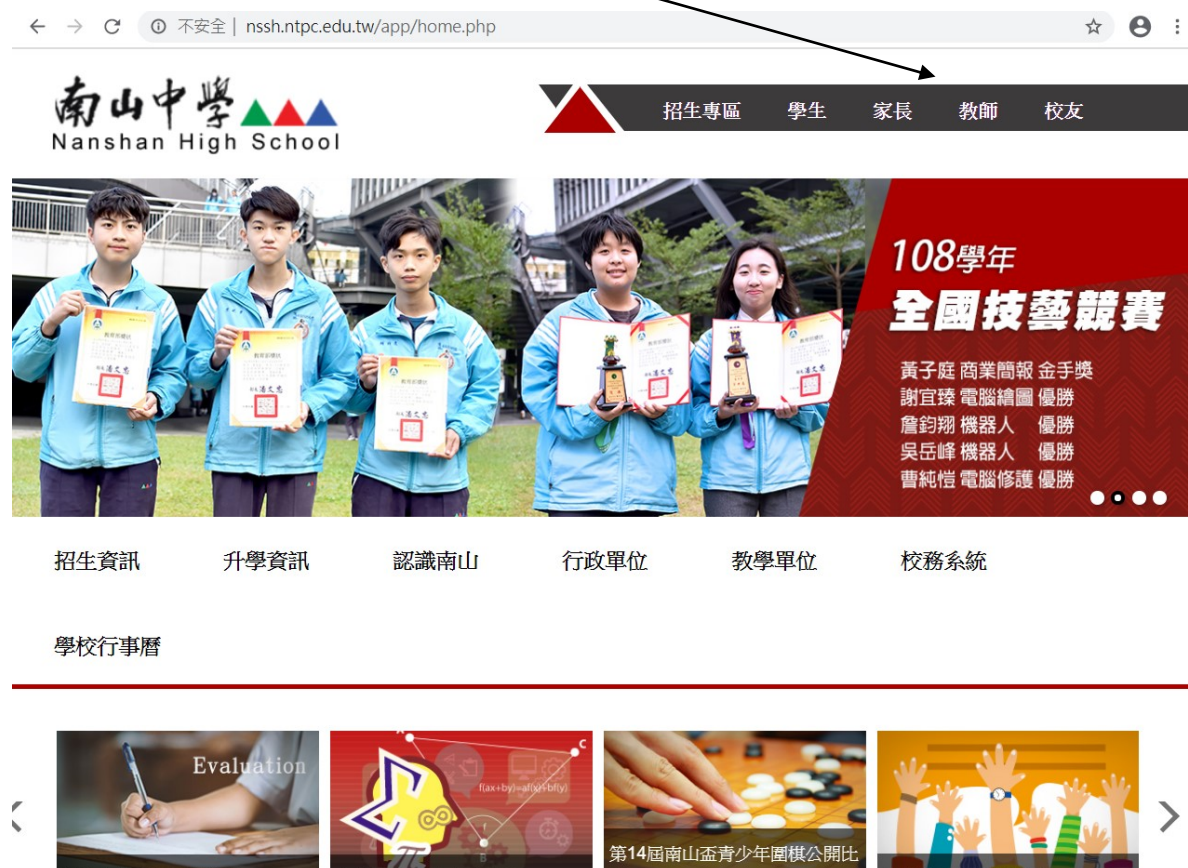 不安全 | nssh.ntpc.edu.tw/app/home.php
南山中學
Nanshan High School
招生專區 學生 家長 教師 校友
108學年
全國技藝競賽
黃子庭 商業簡報 金手獎
謝宜臻 電腦繪圖 優勝
詹鈞翔 機器人 優勝
吳岳峰 機器人 優勝
曹純愷 電腦修護 優勝
招生資訊 升學資訊 認識南山 行政單位 教學單位 校務系統
學校行事曆
Evaluation
A
C
f(ax+by)=af(x)+bf(y)
f
B
第14屆南山盃青少年圍棋公開比